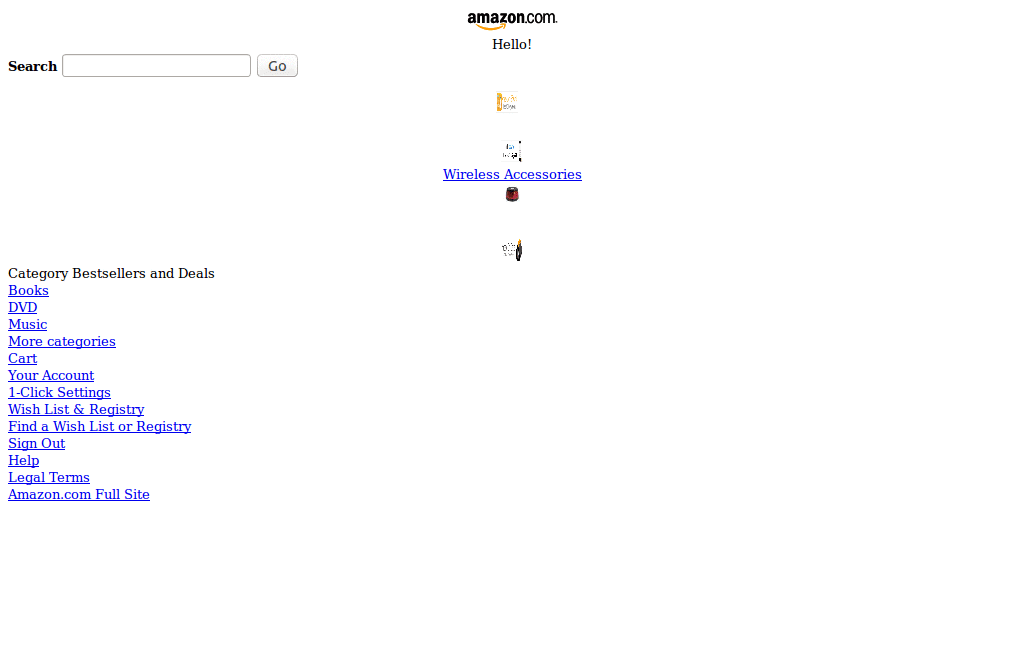 amazon.com.
Hello!
Search Go
Wireless Accessories
Category Bestsellers and Deals
Books
DVD
Music
More categories
Cart
Your Account
1-Click Settings
Wish List & Registry
Find a Wish List or Registry
Sign Out
Help
Legal Terms
Amazon.com Full Site